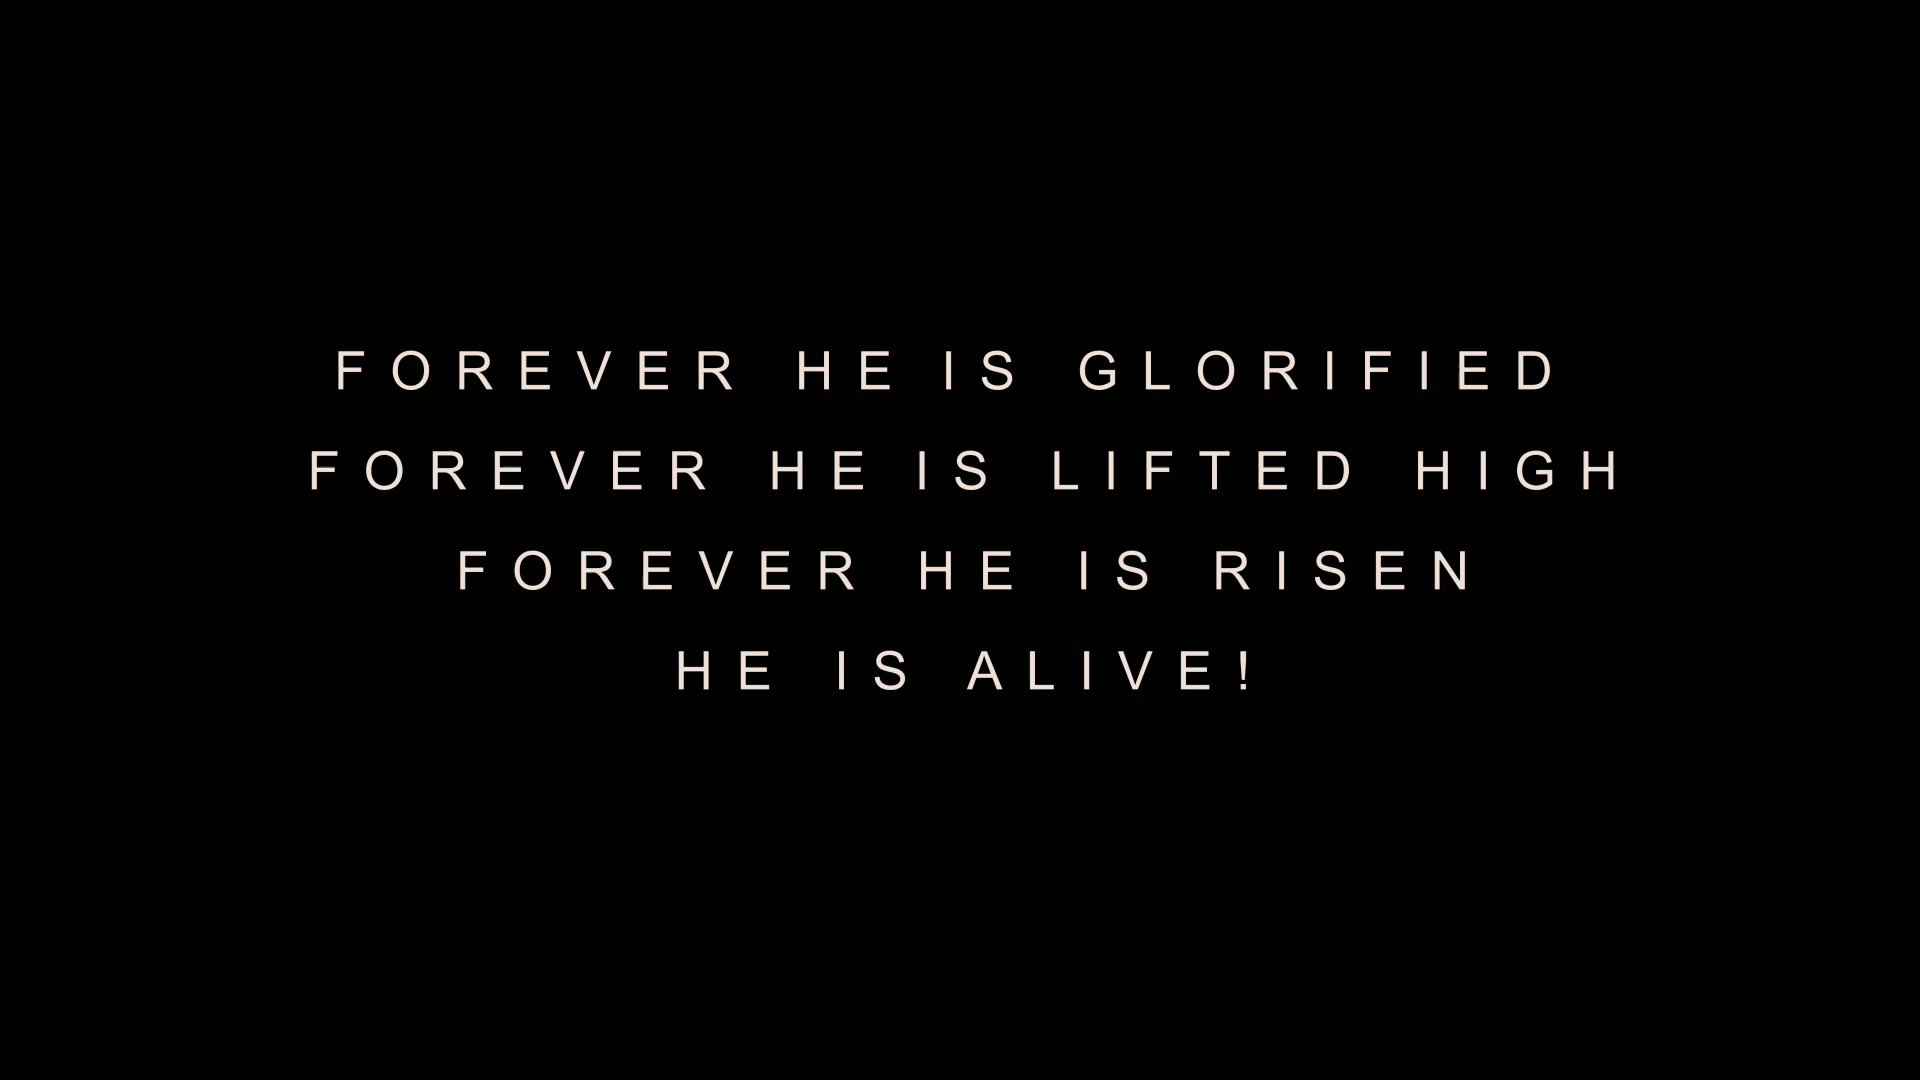 FOREVER HE IS GLORIFIED
FOREVER HE IS LIFTED HIGH
FOREVER HE IS RISEN
HE IS ALIVE!